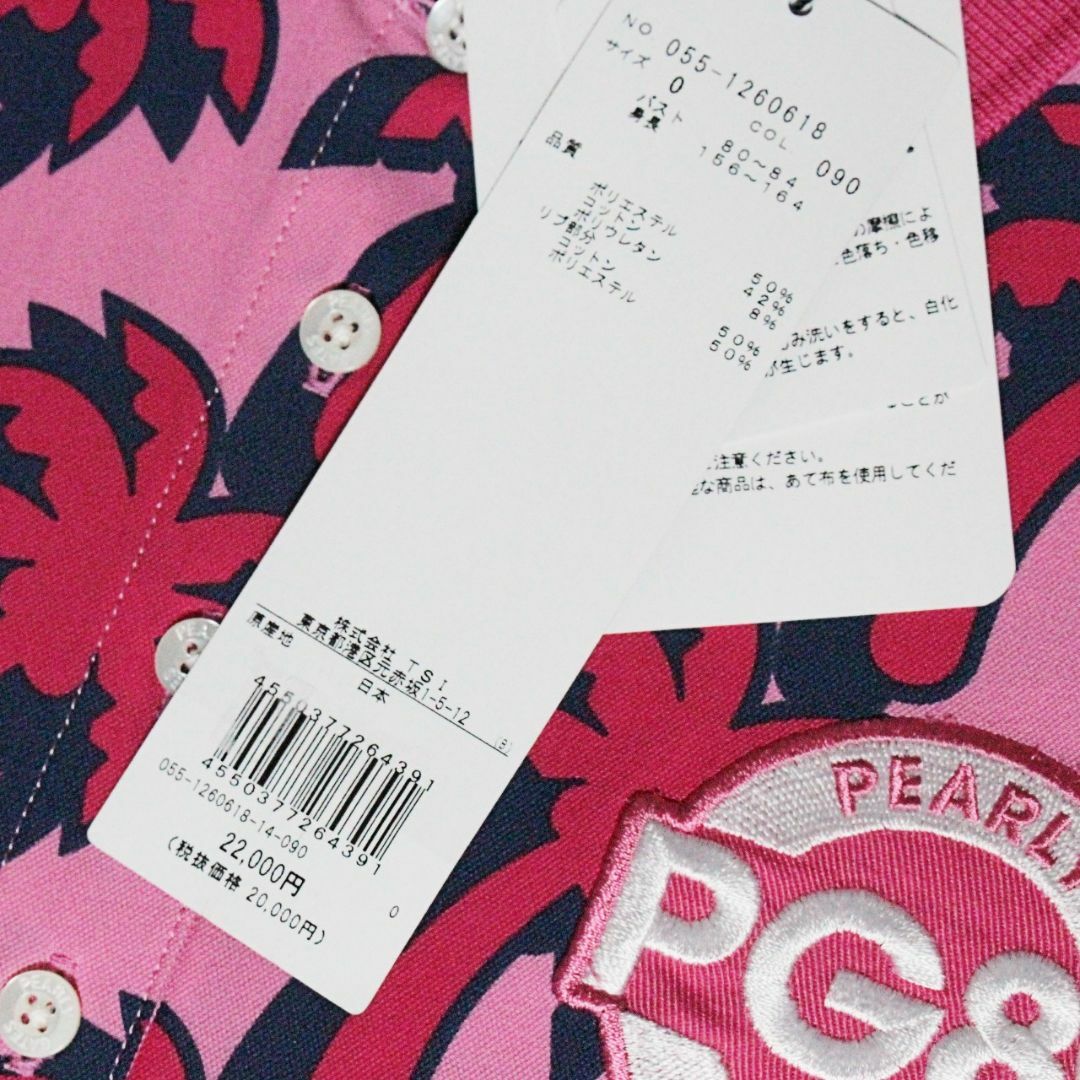 NO. 055-1260618
サイズ 0 COL. 090
バスト 80~84
身長 156~164
品質
ポリエステル 50%
コットン 42%
ポリウレタン 8%
リブ部分
コットン 50%
ポリエステル 50%
株式会社 TSI
東京都港区元赤坂1-5-12
原産地 日本 (B)
4550377264391
4550377264391
055-1260618-14-090
22,000円
(税抜価格 20,000円) 0
の摩擦によ
色落ち・色移
み洗いをすると、白化
が生じます。
ことが
注意ください。
な商品は、あて布を使用してくだ
PEARLY
PG8